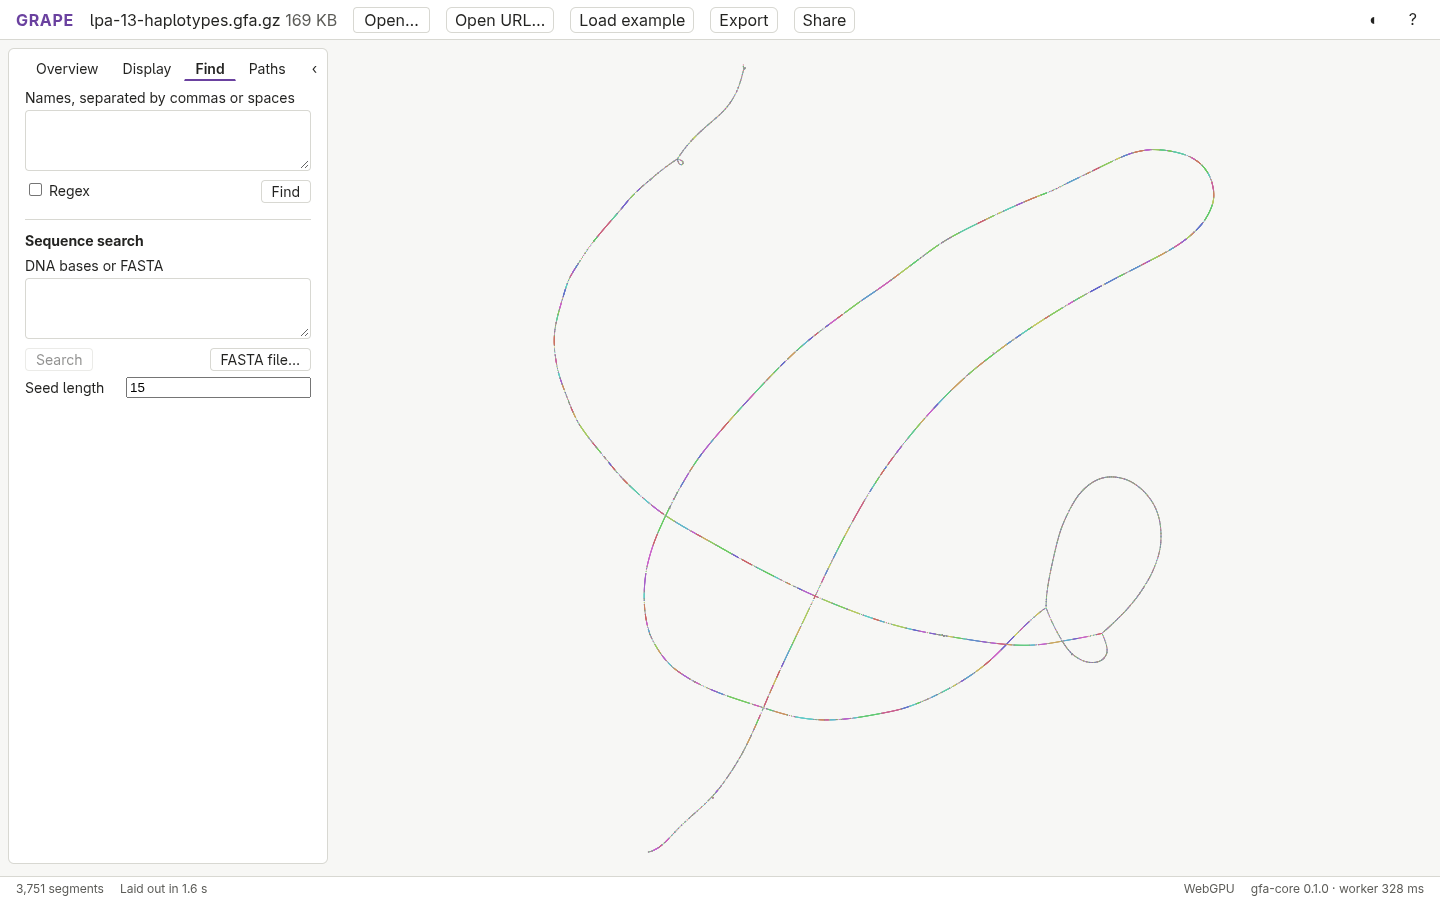 GRAPE lpa-13-haplotypes.gfa.gz 169 KB Open... Open URL... Load example Export Share ?
Overview Display Find Paths ‹
Names, separated by commas or spaces
Regex Find
Sequence search
DNA bases or FASTA
Search FASTA file...
Seed length 15
3,751 segments Laid out in 1.6 s WebGPU gfa-core 0.1.0 · worker 328 ms